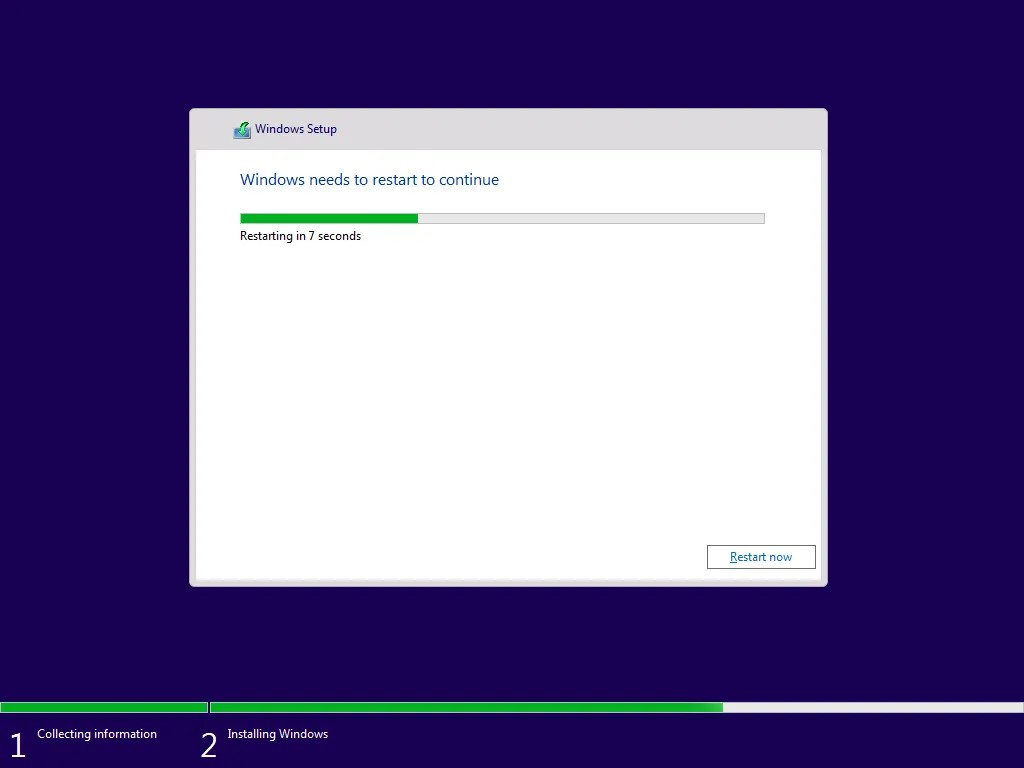 Windows Setup
Windows needs to restart to continue
Restarting in 7 seconds
Restart now
1 Collecting information
2 Installing Windows